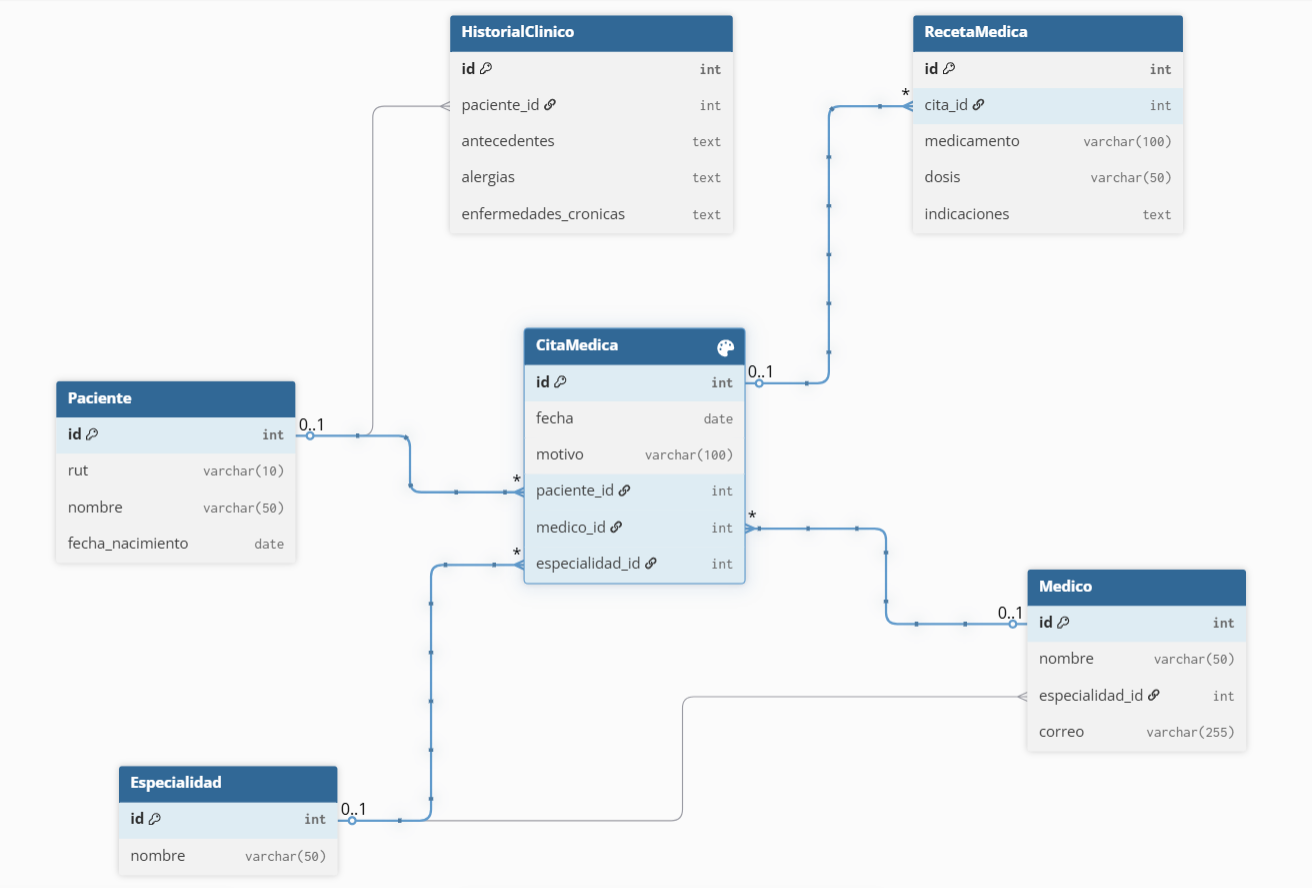 HistorialClinico
id int
paciente_id int
antecedentes text
alergias text
enfermedades_cronicas text
RecetaMedica
id int
* cita_id int
medicamento varchar(100)
dosis varchar(50)
indicaciones text
CitaMedica
id int 0..1
fecha date
motivo varchar(100)
* paciente_id int
medico_id int *
* especialidad_id int
Paciente
id int 0..1
rut varchar(10)
nombre varchar(50)
fecha_nacimiento date
Medico
0..1 id int
nombre varchar(50)
especialidad_id int
correo varchar(255)
Especialidad
id int 0..1
nombre varchar(50)